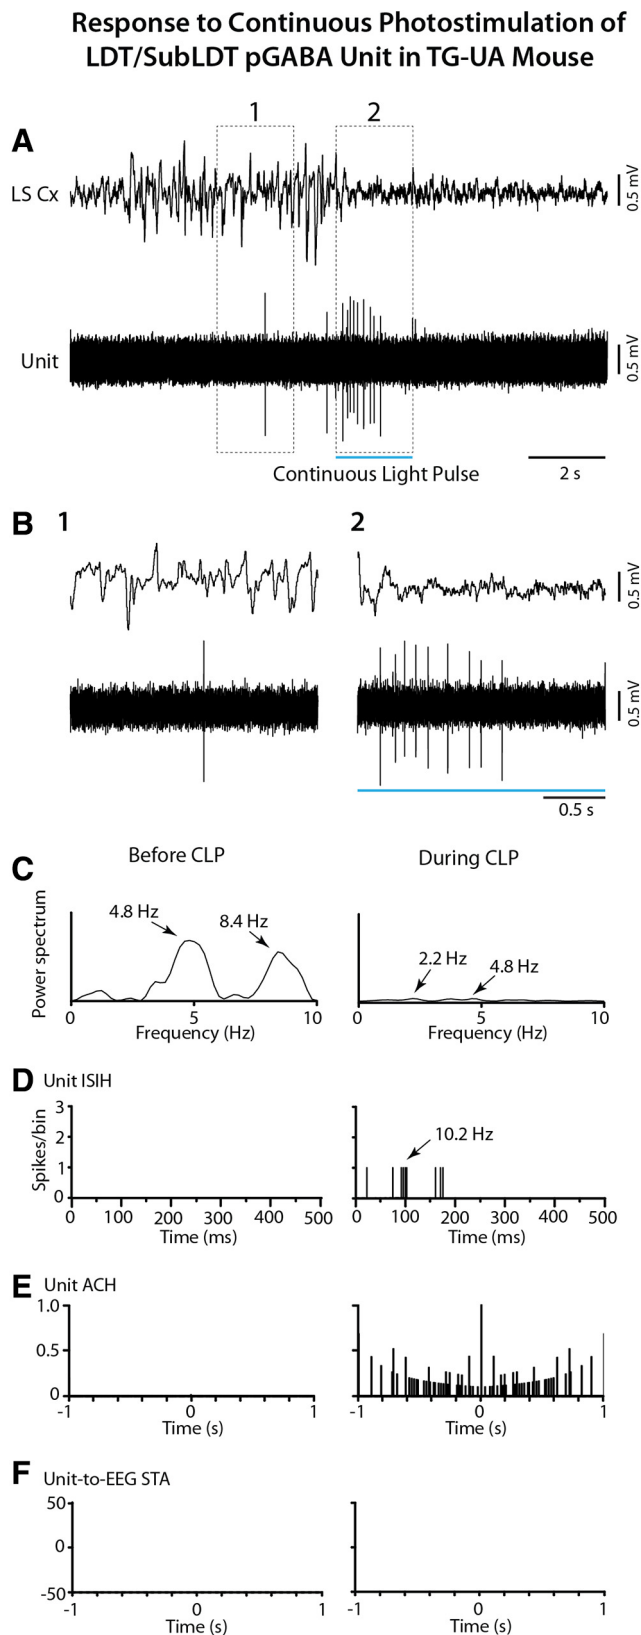 Response to Continuous Photostimulation of
LDT/SubLDT pGABA Unit in TG-UA Mouse
1 2
A
LS Cx
0.5 mV
Unit
0.5 mV
Continuous Light Pulse
2 s
B 1 2
0.5 mV
0.5 mV
0.5 s
C
Before CLP During CLP
Power spectrum
4.8 Hz 8.4 Hz
2.2 Hz 4.8 Hz
0 5 10 0 5 10
Frequency (Hz) Frequency (Hz)
D Unit ISIH
Spikes/bin
3
2
1
0
10.2 Hz
0 100 200 300 400 500 0 100 200 300 400 500
Time (ms) Time (ms)
E Unit ACH
1.0
0.5
0
-1 0 1 -1 0 1
Time (s) Time (s)
F Unit-to-EEG STA
50
0
-50
-1 0 1 -1 0 1
Time (s) Time (s)